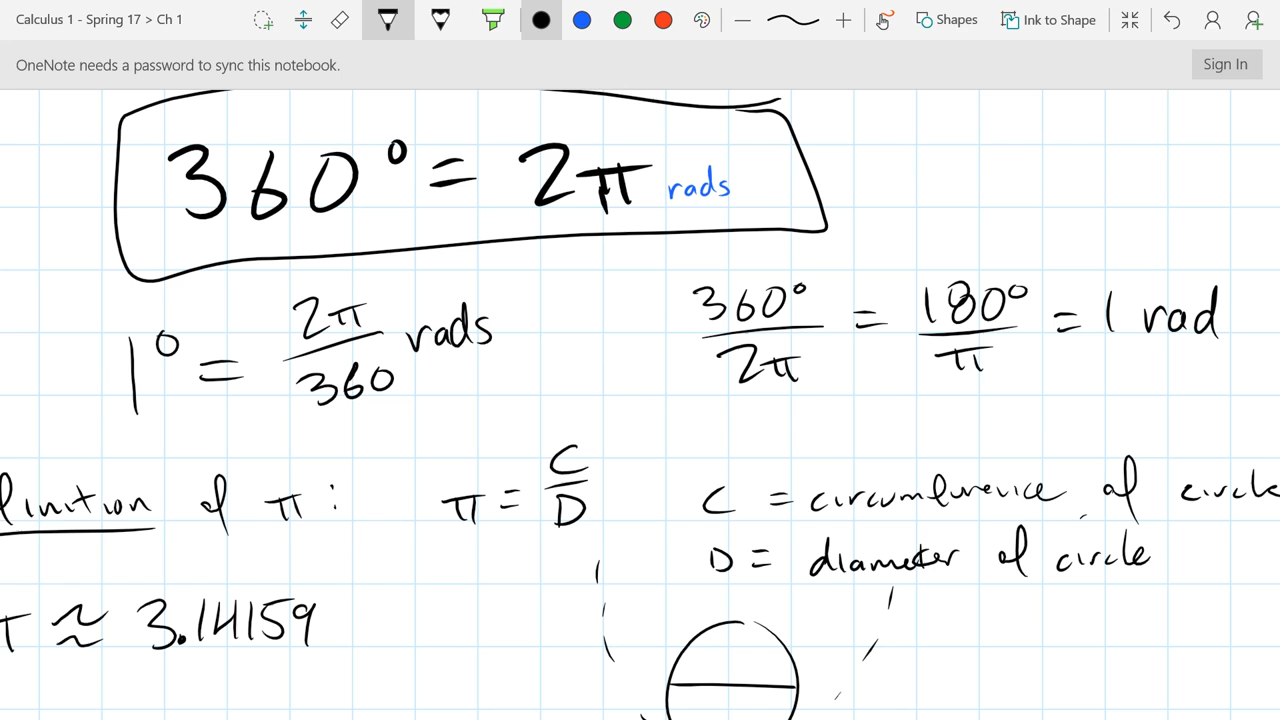 Calculus 1 - Spring 17 > Ch 1
Shapes
Ink to Shape
OneNote needs a password to sync this notebook.
Sign In
360° = 2π rads
1° = 2π/360 rads
360°/2π = 180°/π = 1 rad
finition of π : π = C/D
C = circumference of circle
D = diameter of circle
≈ 3.14159